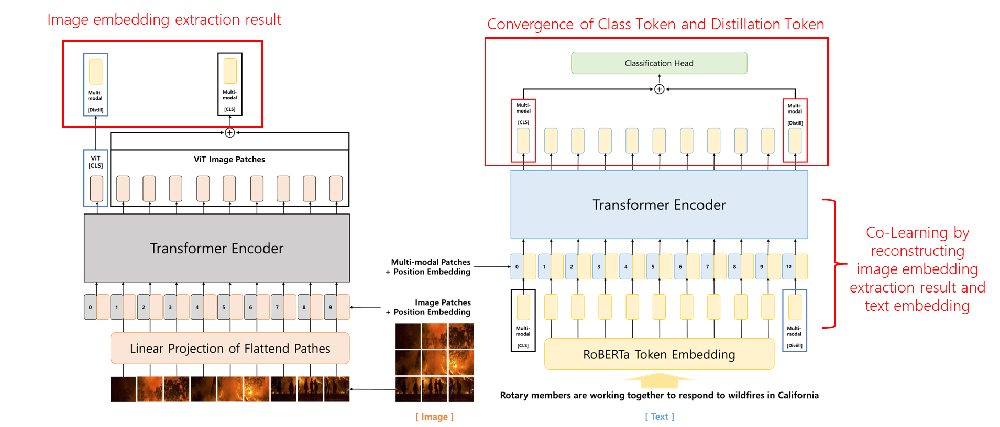 Image embedding extraction result
Multi-
modal
[Distill]
Multi-
modal
[CLS]
ViT
[CLS]
ViT Image Patches
Transformer Encoder
0 1 2 3 4 5 6 7 8 9
Linear Projection of Flattend Pathes
Multi-modal Patches
+ Position Embedding
Image Patches
+ Position Embedding
[ Image ]
Convergence of Class Token and Distillation Token
Classification Head
Multi-
modal
[CLS]
Multi-
modal
[Distill]
Transformer Encoder
0 1 2 3 4 5 6 7 8 9 10
Multi-
modal
[CLS]
Multi-
modal
[Distill]
RoBERTa Token Embedding
Rotary members are working together to respond to wildfires in California
[ Text ]
Co-Learning by
reconstructing
image embedding
extraction result and
text embedding